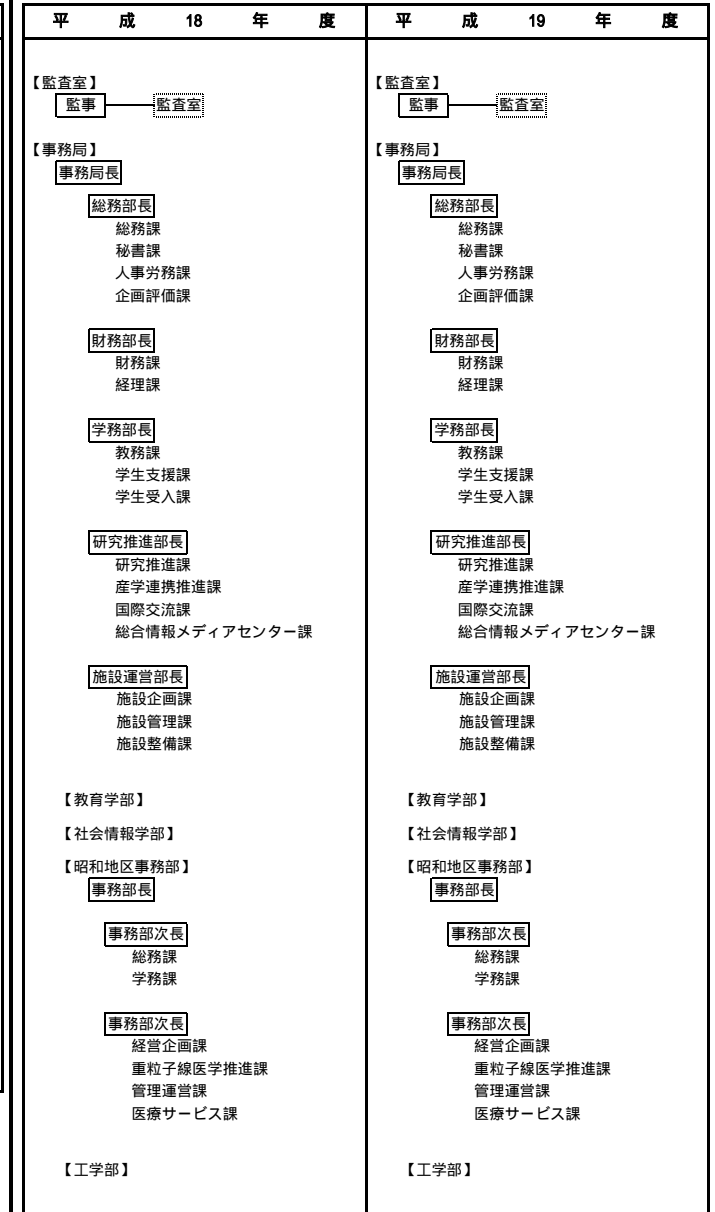 平成18年度
【監査室】
監事 監査室
【事務局】
事務局長
総務部長
総務課
秘書課
人事労務課
企画評価課
財務部長
財務課
経理課
学務部長
教務課
学生支援課
学生受入課
研究推進部長
研究推進課
産学連携推進課
国際交流課
総合情報メディアセンター課
施設運営部長
施設企画課
施設管理課
施設整備課
【教育学部】
【社会情報学部】
【昭和地区事務部】
事務部長
事務部次長
総務課
学務課
事務部次長
経営企画課
重粒子線医学推進課
管理運営課
医療サービス課
【工学部】
平成19年度
【監査室】
監事 監査室
【事務局】
事務局長
総務部長
総務課
秘書課
人事労務課
企画評価課
財務部長
財務課
経理課
学務部長
教務課
学生支援課
学生受入課
研究推進部長
研究推進課
産学連携推進課
国際交流課
総合情報メディアセンター課
施設運営部長
施設企画課
施設管理課
施設整備課
【教育学部】
【社会情報学部】
【昭和地区事務部】
事務部長
事務部次長
総務課
学務課
事務部次長
経営企画課
重粒子線医学推進課
管理運営課
医療サービス課
【工学部】